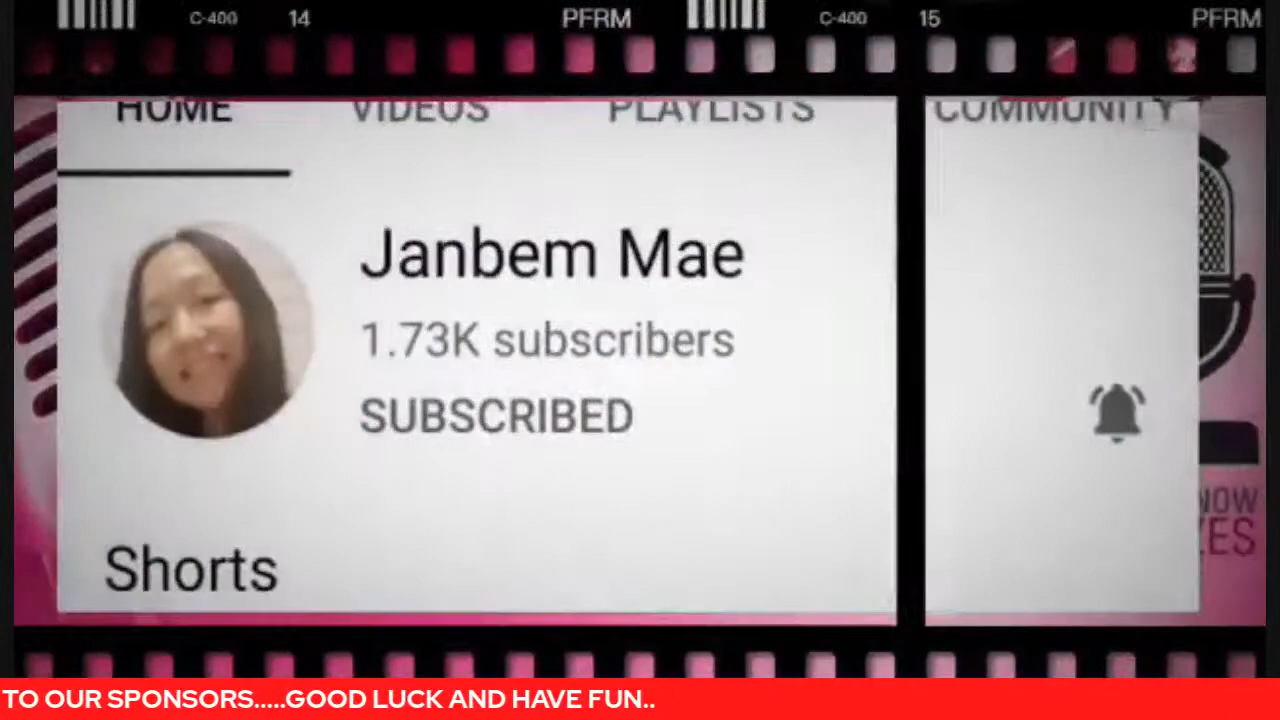 C-400 14 PFRM C-400 15 PFRM
HOME VIDEOS PLAYLISTS COMMUNITY
Janbem Mae
1.73K subscribers
SUBSCRIBED
Shorts
NOW
TO OUR SPONSORS.....GOOD LUCK AND HAVE FUN..